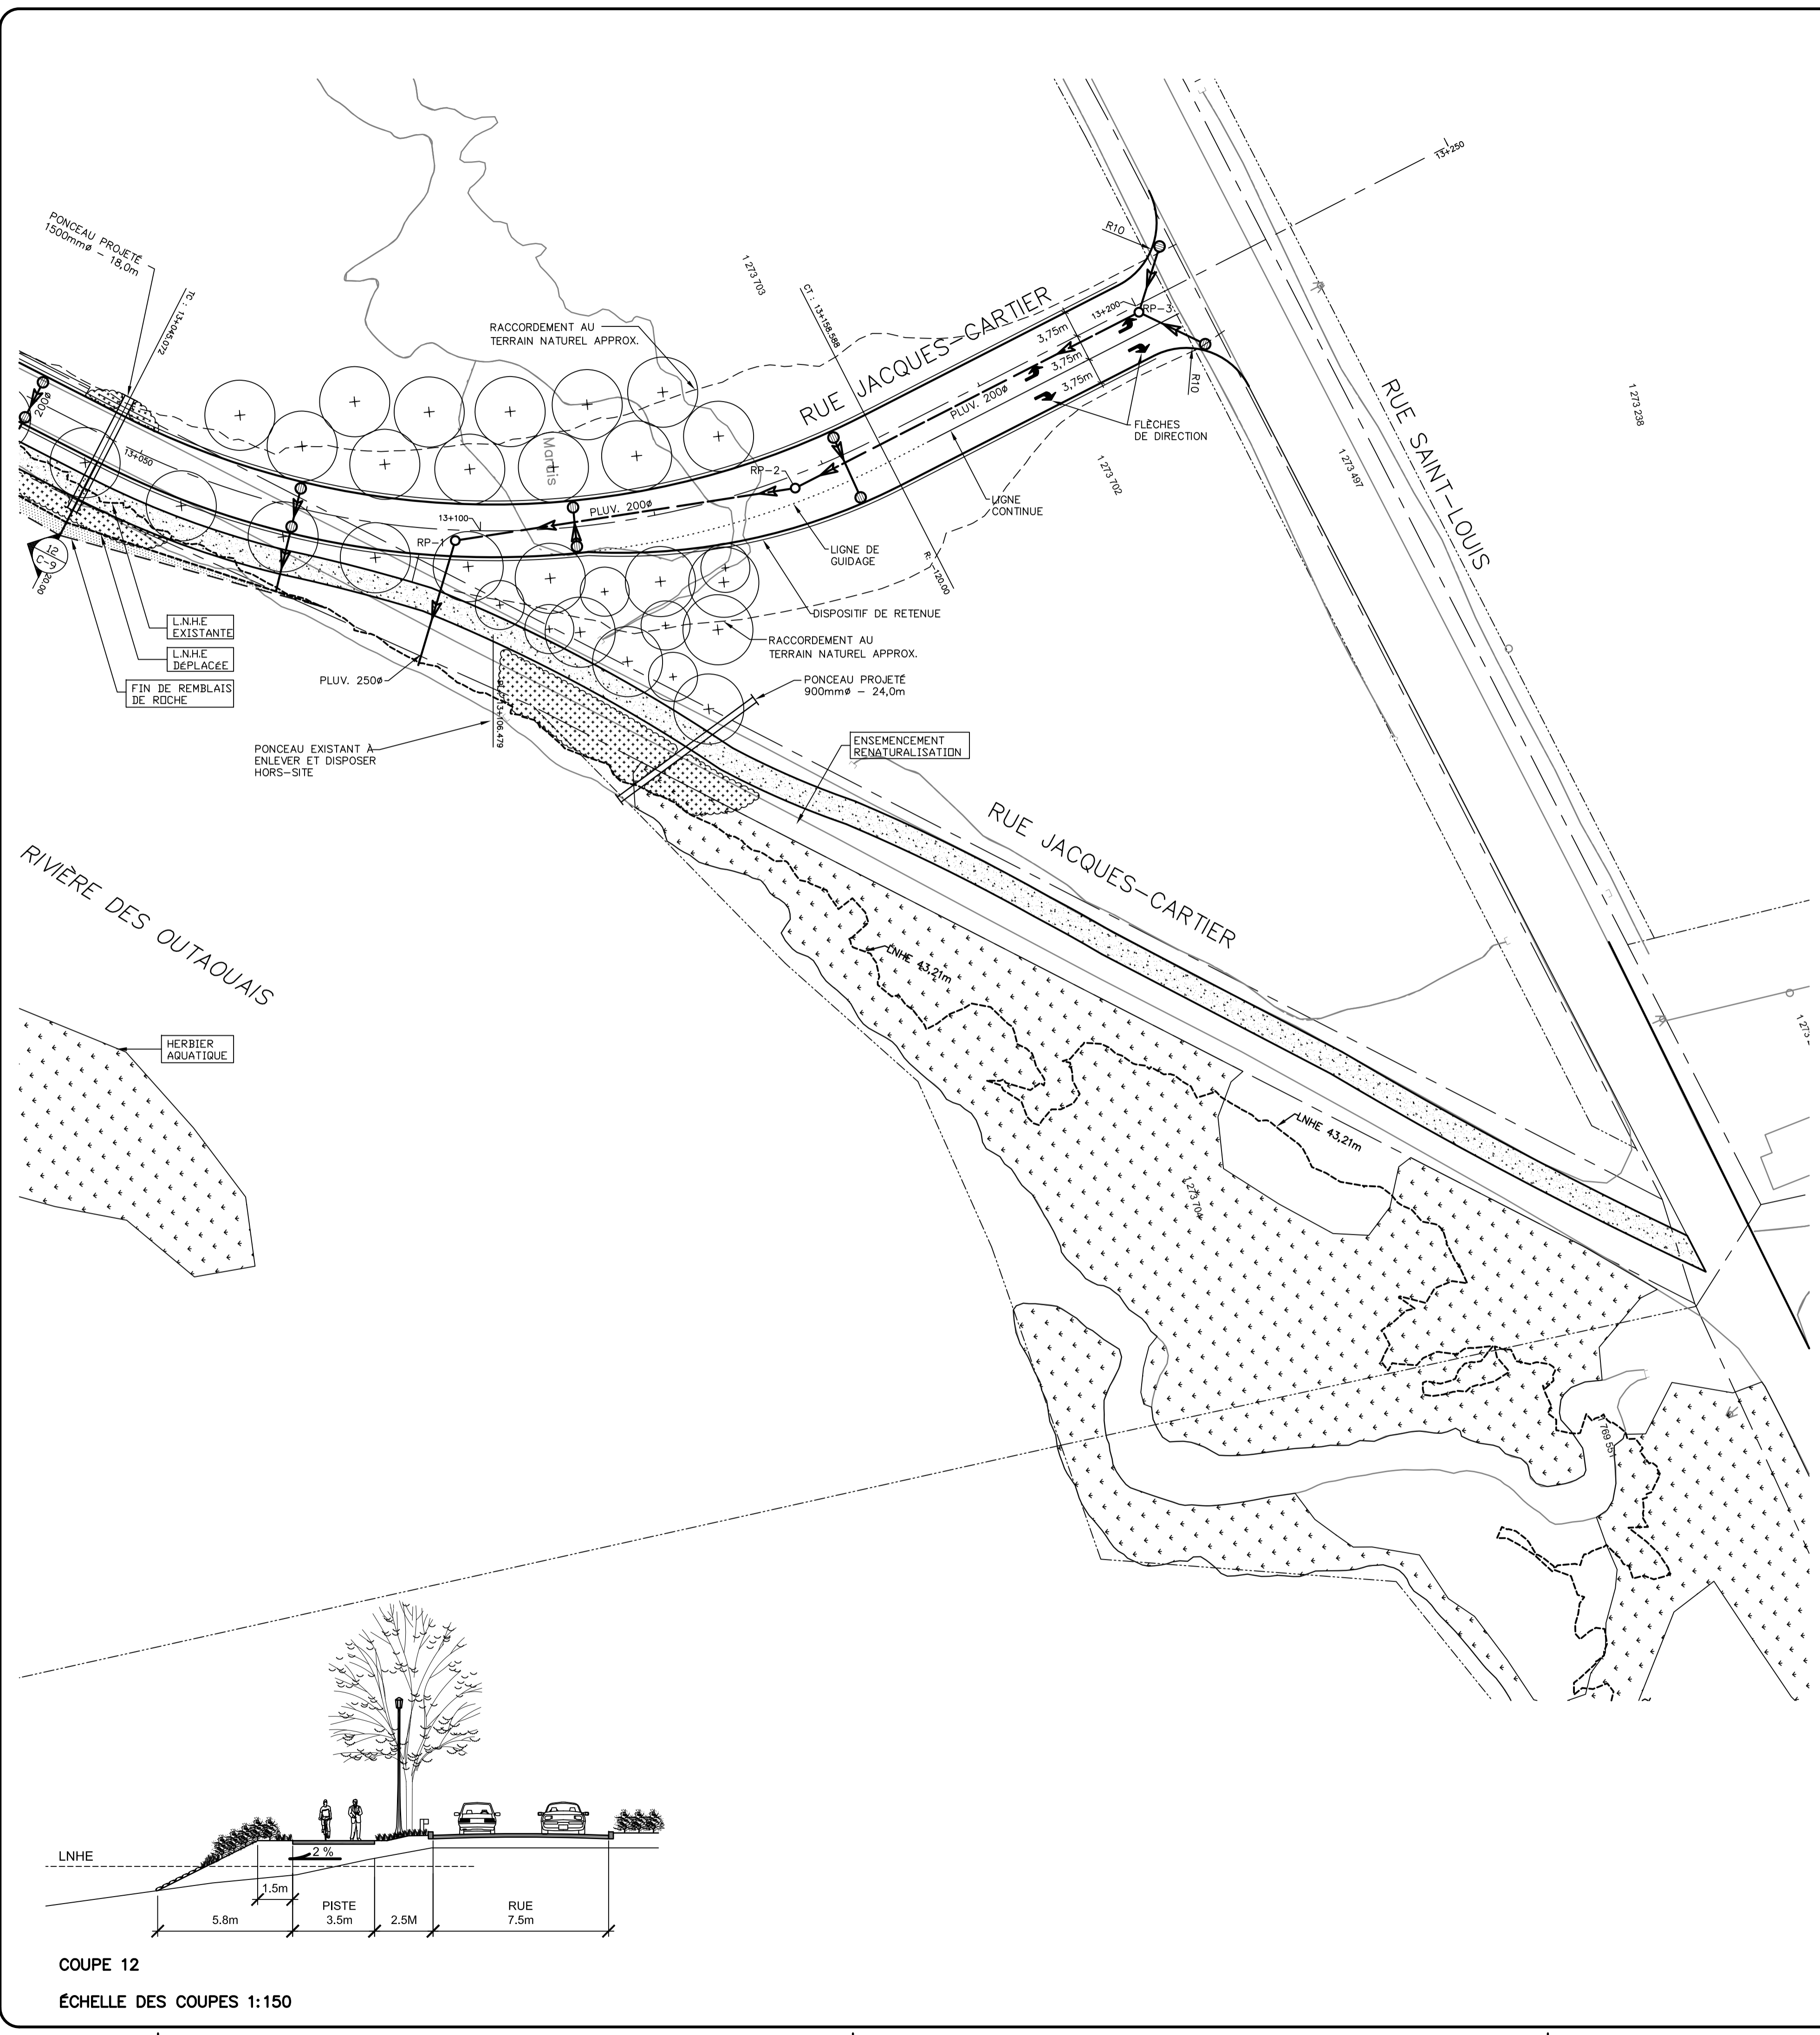 13+250
PONCEAU PROJETÉ
1500mmø - 18,0m
TC : 13+045.072
1 273 703
CT : 13+158.588
R10
RUE JACQUES-CARTIER
13+200
RP-3
3,75m
3,75m
3,75m
R10
PLUV. 200ø
RACCORDEMENT AU
TERRAIN NATUREL APPROX.
FLÈCHES
DE DIRECTION
RUE SAINT-LOUIS
1 273 238
1 273 497
1 273 702
200ø
13+050
Marais
RP-2
PLUV. 200ø
13+100
RP-1
LIGNE
CONTINUE
LIGNE DE
GUIDAGE
R: -120.00
12
C-9
20.00
DISPOSITIF DE RETENUE
L.N.H.E
EXISTANTE
L.N.H.E
DÉPLACÉE
FIN DE REMBLAIS
DE ROCHE
RACCORDEMENT AU
TERRAIN NATUREL APPROX.
PLUV. 250ø
PONCEAU PROJETÉ
900mmø - 24,0m
13+106.479
PONCEAU EXISTANT À
ENLEVER ET DISPOSER
HORS-SITE
ENSEMENCEMENT
RENATURALISATION
RUE JACQUES-CARTIER
RIVIÈRE DES OUTAOUAIS
LNHE 43,21m
HERBIER
AQUATIQUE
LNHE 43,21m
1 273 704
769 551
LNHE
2 %
1.5m
5.8m
PISTE
3.5m
2.5M
RUE
7.5m
COUPE 12
ÉCHELLE DES COUPES 1:150